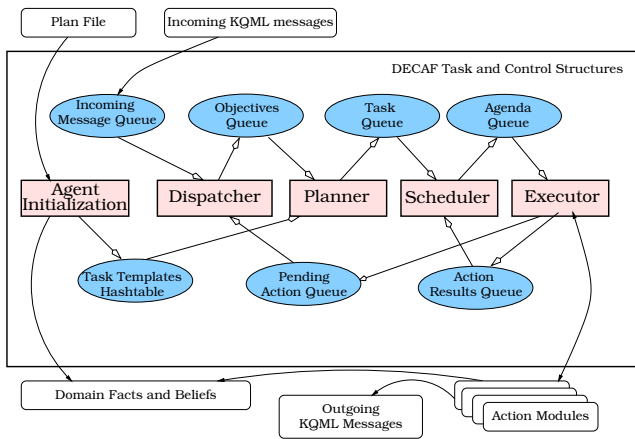 Plan File
Incoming KQML messages
DECAF Task and Control Structures
Incoming
Message Queue
Objectives
Queue
Task
Queue
Agenda
Queue
Agent
Initialization
Dispatcher
Planner
Scheduler
Executor
Task Templates
Hashtable
Pending
Action Queue
Action
Results Queue
Domain Facts and Beliefs
Outgoing
KQML Messages
Action Modules